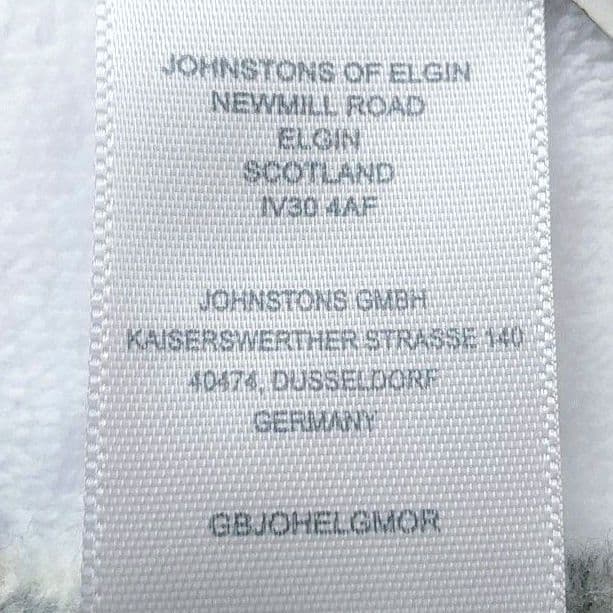 JOHNSTONS OF ELGIN
NEWMILL ROAD
ELGIN
SCOTLAND
IV30 4AF
JOHNSTONS GMBH
KAISERSWERTHER STRASSE 140
40474, DUSSELDORF
GERMANY
GBJOHELGMOR